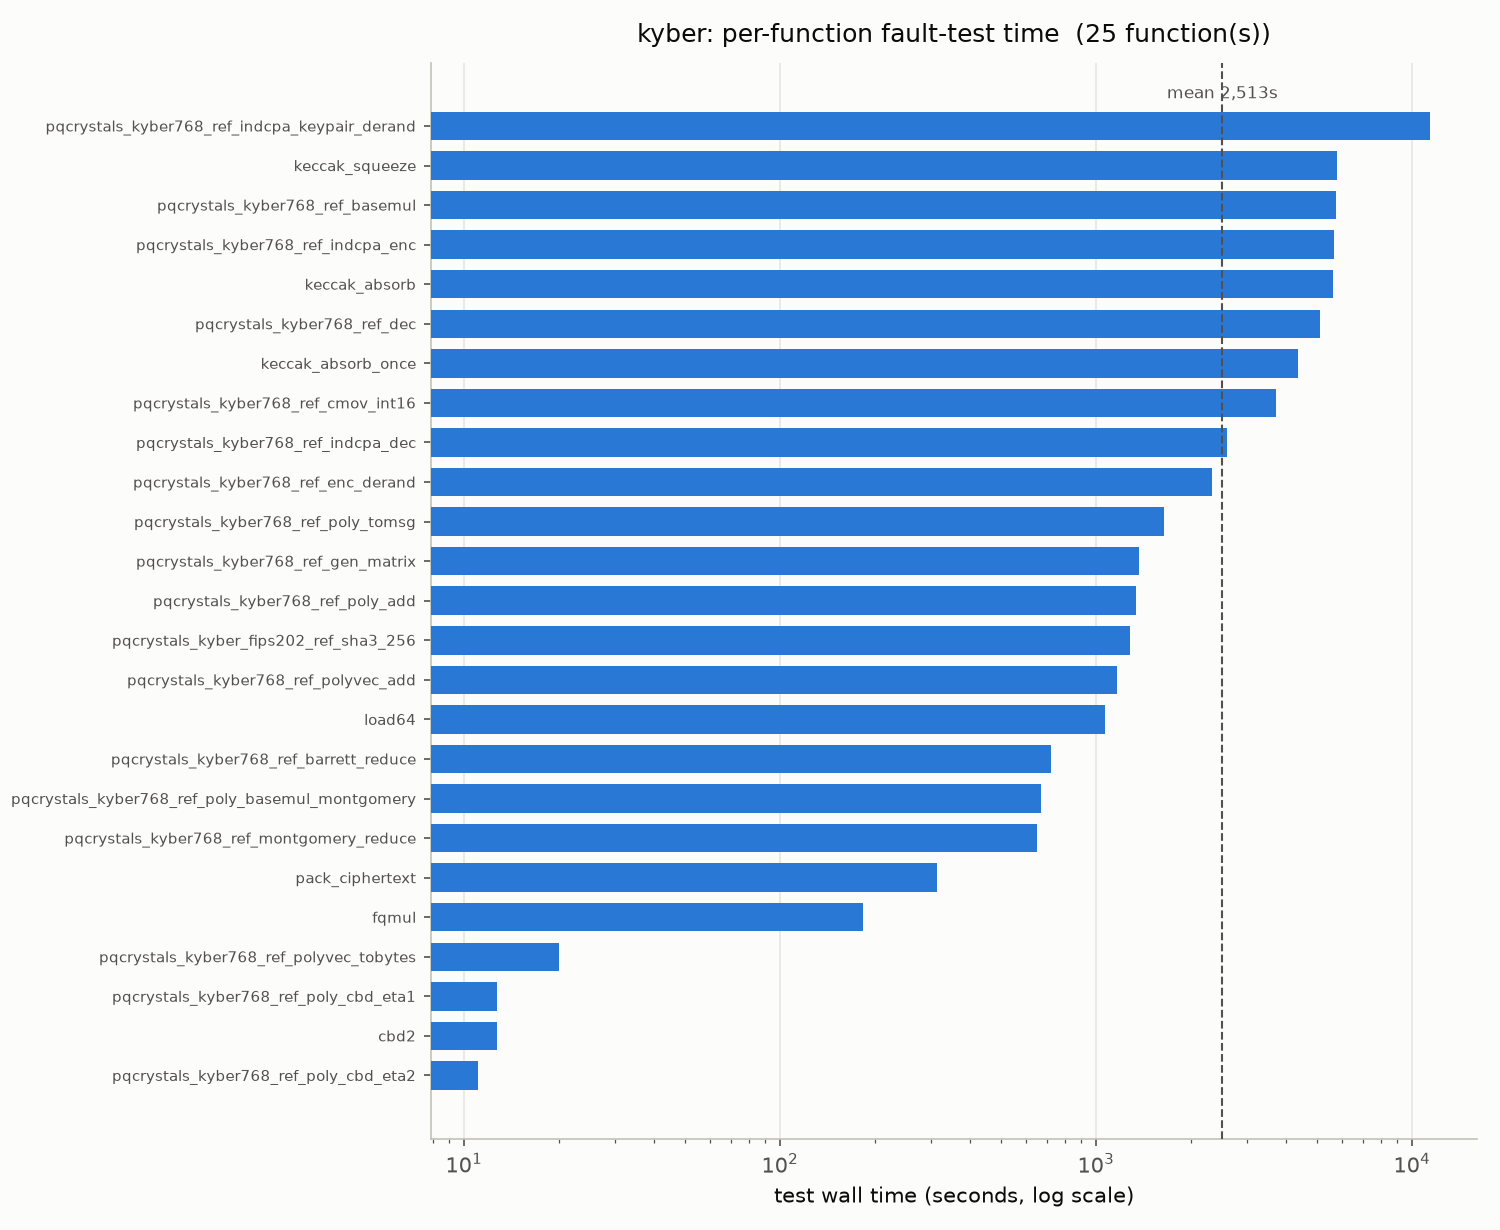 kyber: per-function fault-test time  (25 function(s))
mean 2,513s
pqcrystals_kyber768_ref_indcpa_keypair_derand
keccak_squeeze
pqcrystals_kyber768_ref_basemul
pqcrystals_kyber768_ref_indcpa_enc
keccak_absorb
pqcrystals_kyber768_ref_dec
keccak_absorb_once
pqcrystals_kyber768_ref_cmov_int16
pqcrystals_kyber768_ref_indcpa_dec
pqcrystals_kyber768_ref_enc_derand
pqcrystals_kyber768_ref_poly_tomsg
pqcrystals_kyber768_ref_gen_matrix
pqcrystals_kyber768_ref_poly_add
pqcrystals_kyber_fips202_ref_sha3_256
pqcrystals_kyber768_ref_polyvec_add
load64
pqcrystals_kyber768_ref_barrett_reduce
pqcrystals_kyber768_ref_poly_basemul_montgomery
pqcrystals_kyber768_ref_montgomery_reduce
pack_ciphertext
fqmul
pqcrystals_kyber768_ref_polyvec_tobytes
pqcrystals_kyber768_ref_poly_cbd_eta1
cbd2
pqcrystals_kyber768_ref_poly_cbd_eta2
10¹ 10² 10³ 10⁴
test wall time (seconds, log scale)